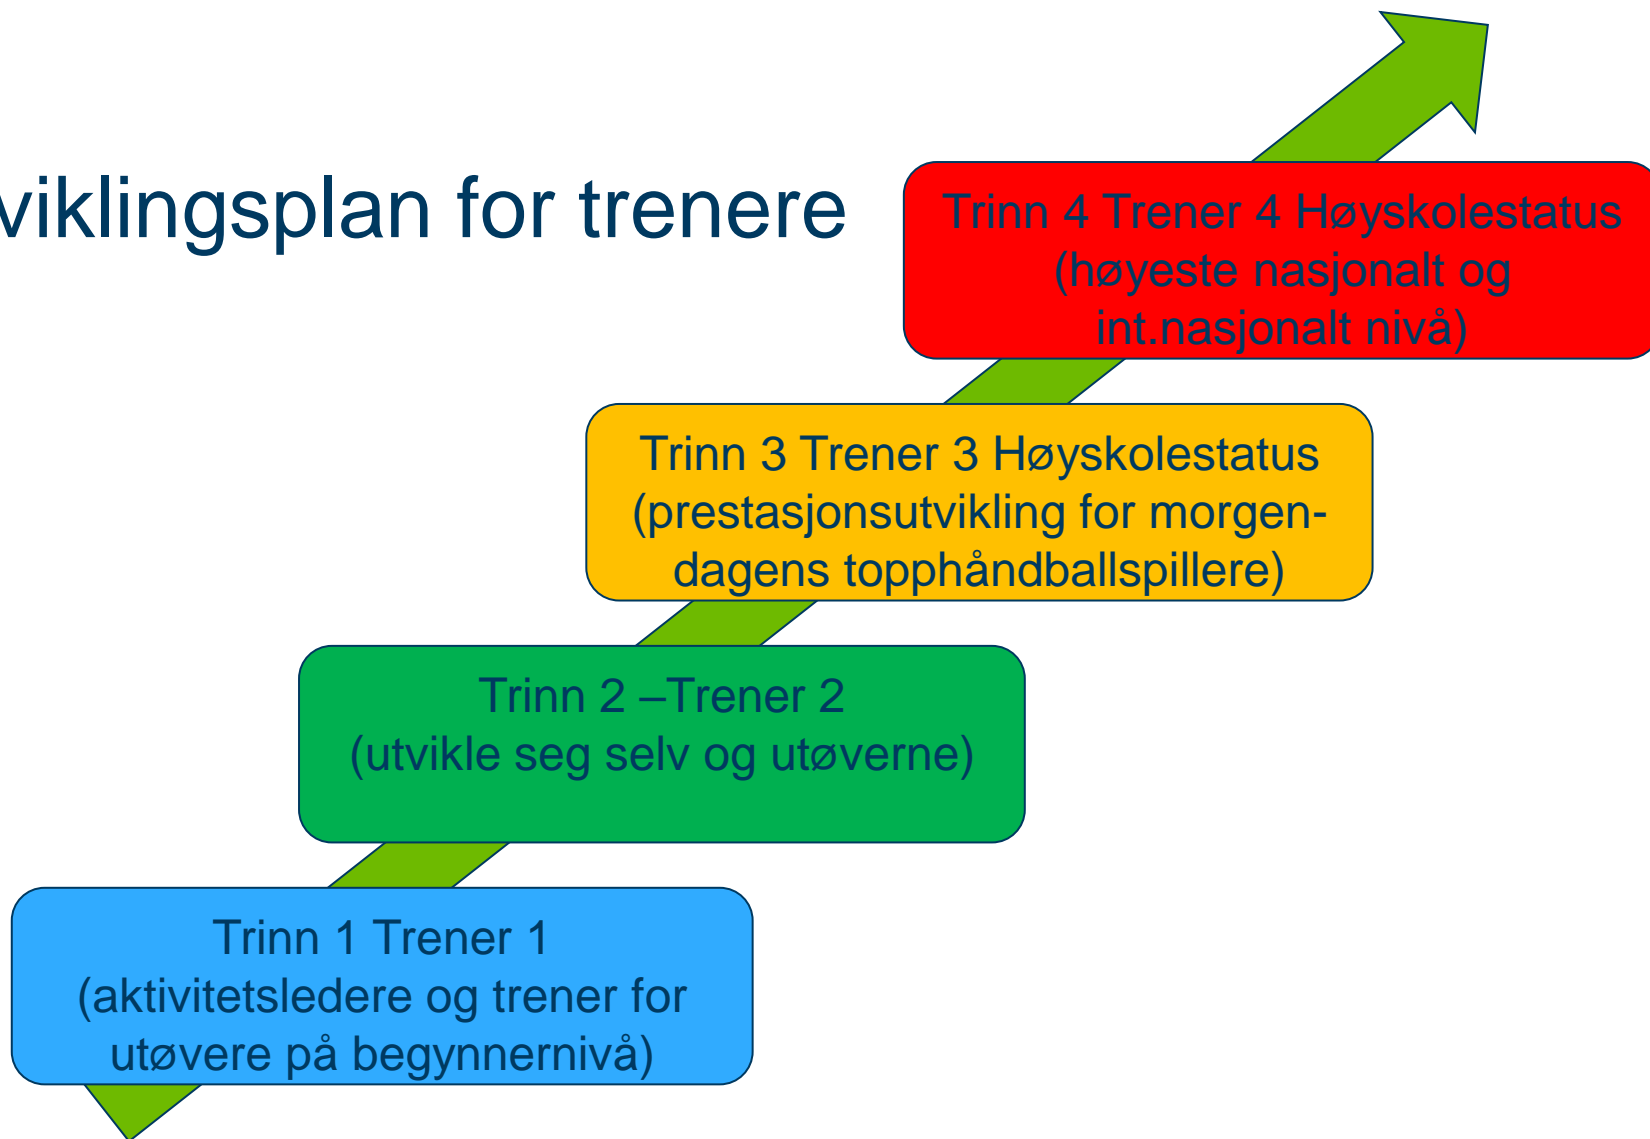 viklingsplan for trenere
Trinn 4 Trener 4 Høyskolestatus
(høyeste nasjonalt og
int.nasjonalt nivå)
Trinn 3 Trener 3 Høyskolestatus
(prestasjonsutvikling for morgen-
dagens topphåndballspillere)
Trinn 2 –Trener 2
(utvikle seg selv og utøverne)
Trinn 1 Trener 1
(aktivitetsledere og trener for
utøvere på begynnernivå)